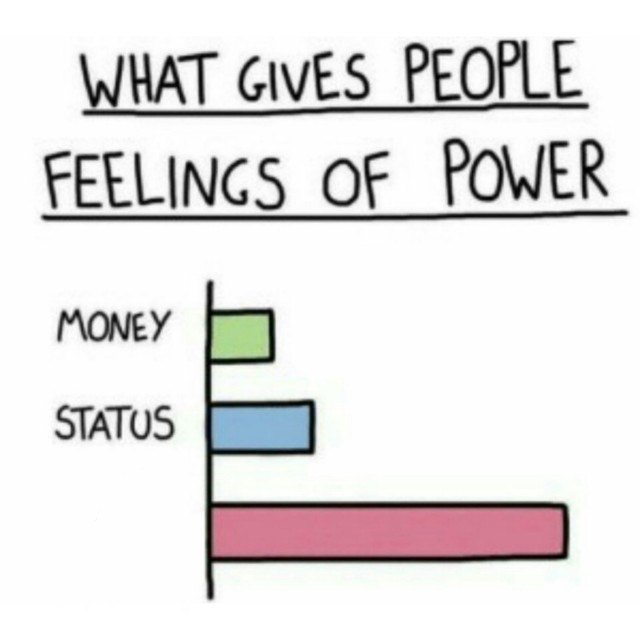 WHAT GIVES PEOPLE
FEELINGS OF POWER
MONEY
STATUS